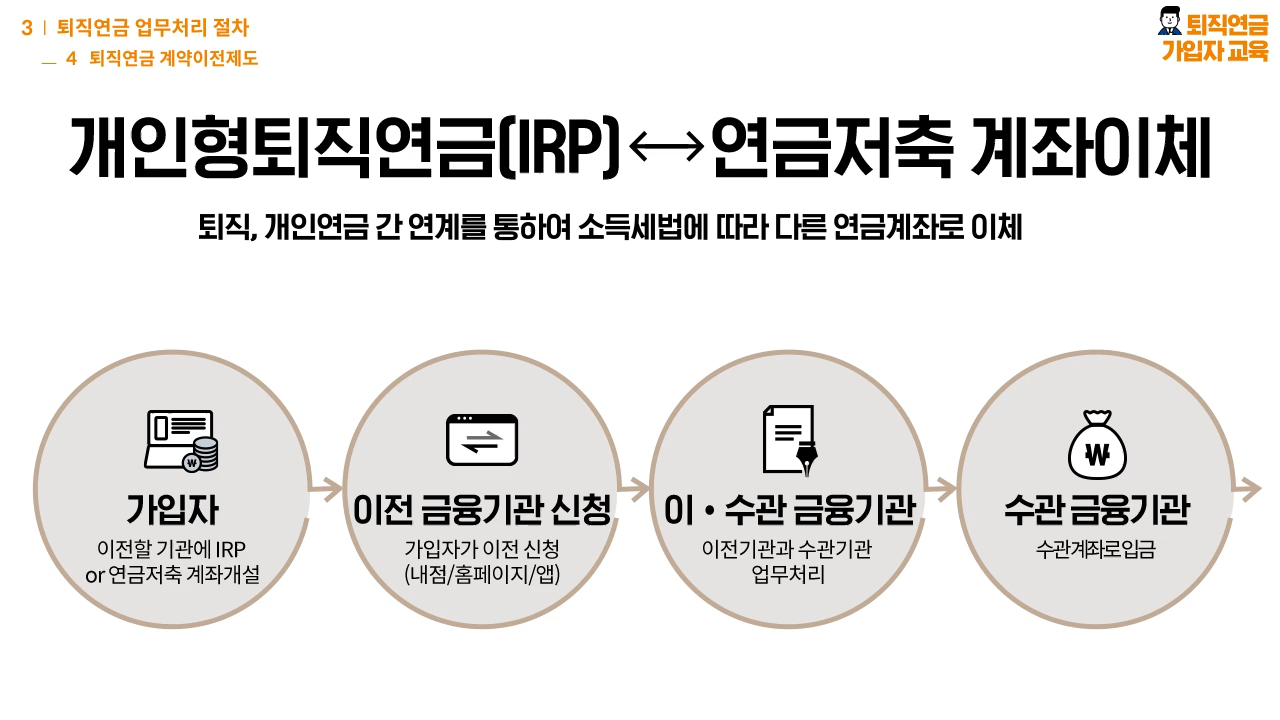 3 | 퇴직연금 업무처리 절차
4 퇴직연금 계약이전제도
퇴직연금
가입자 교육
개인형퇴직연금(IRP)↔연금저축 계좌이체
퇴직, 개인연금 간 연계를 통하여 소득세법에 따라 다른 연금계좌로 이체
₩
가입자
이전할 기관에 IRP
or 연금저축 계좌개설
이전 금융기관 신청
가입자가 이전 신청
(내점/홈페이지/앱)
이·수관 금융기관
이전기관과 수관기관
업무처리
₩
수관 금융기관
수관계좌로입금